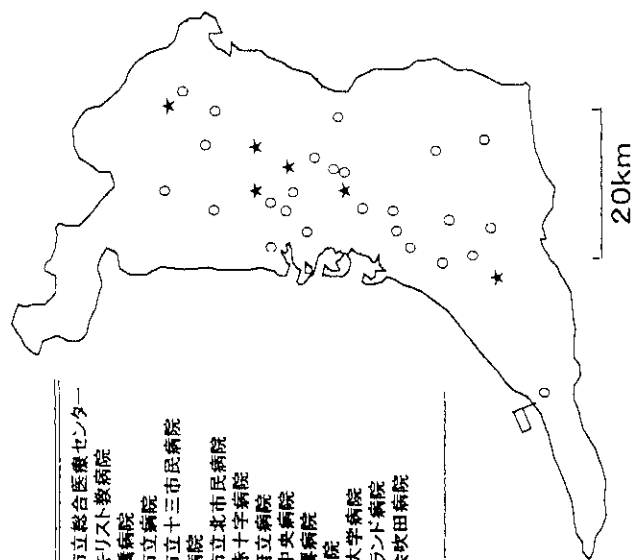 市立総合医療センター
キリスト教病院
病院
市立病院
市立十三市民病院
病院
市立北市民病院
赤十字病院
立病院
中央病院
病院
院
大学病院
ランド病院
吹田病院
20km